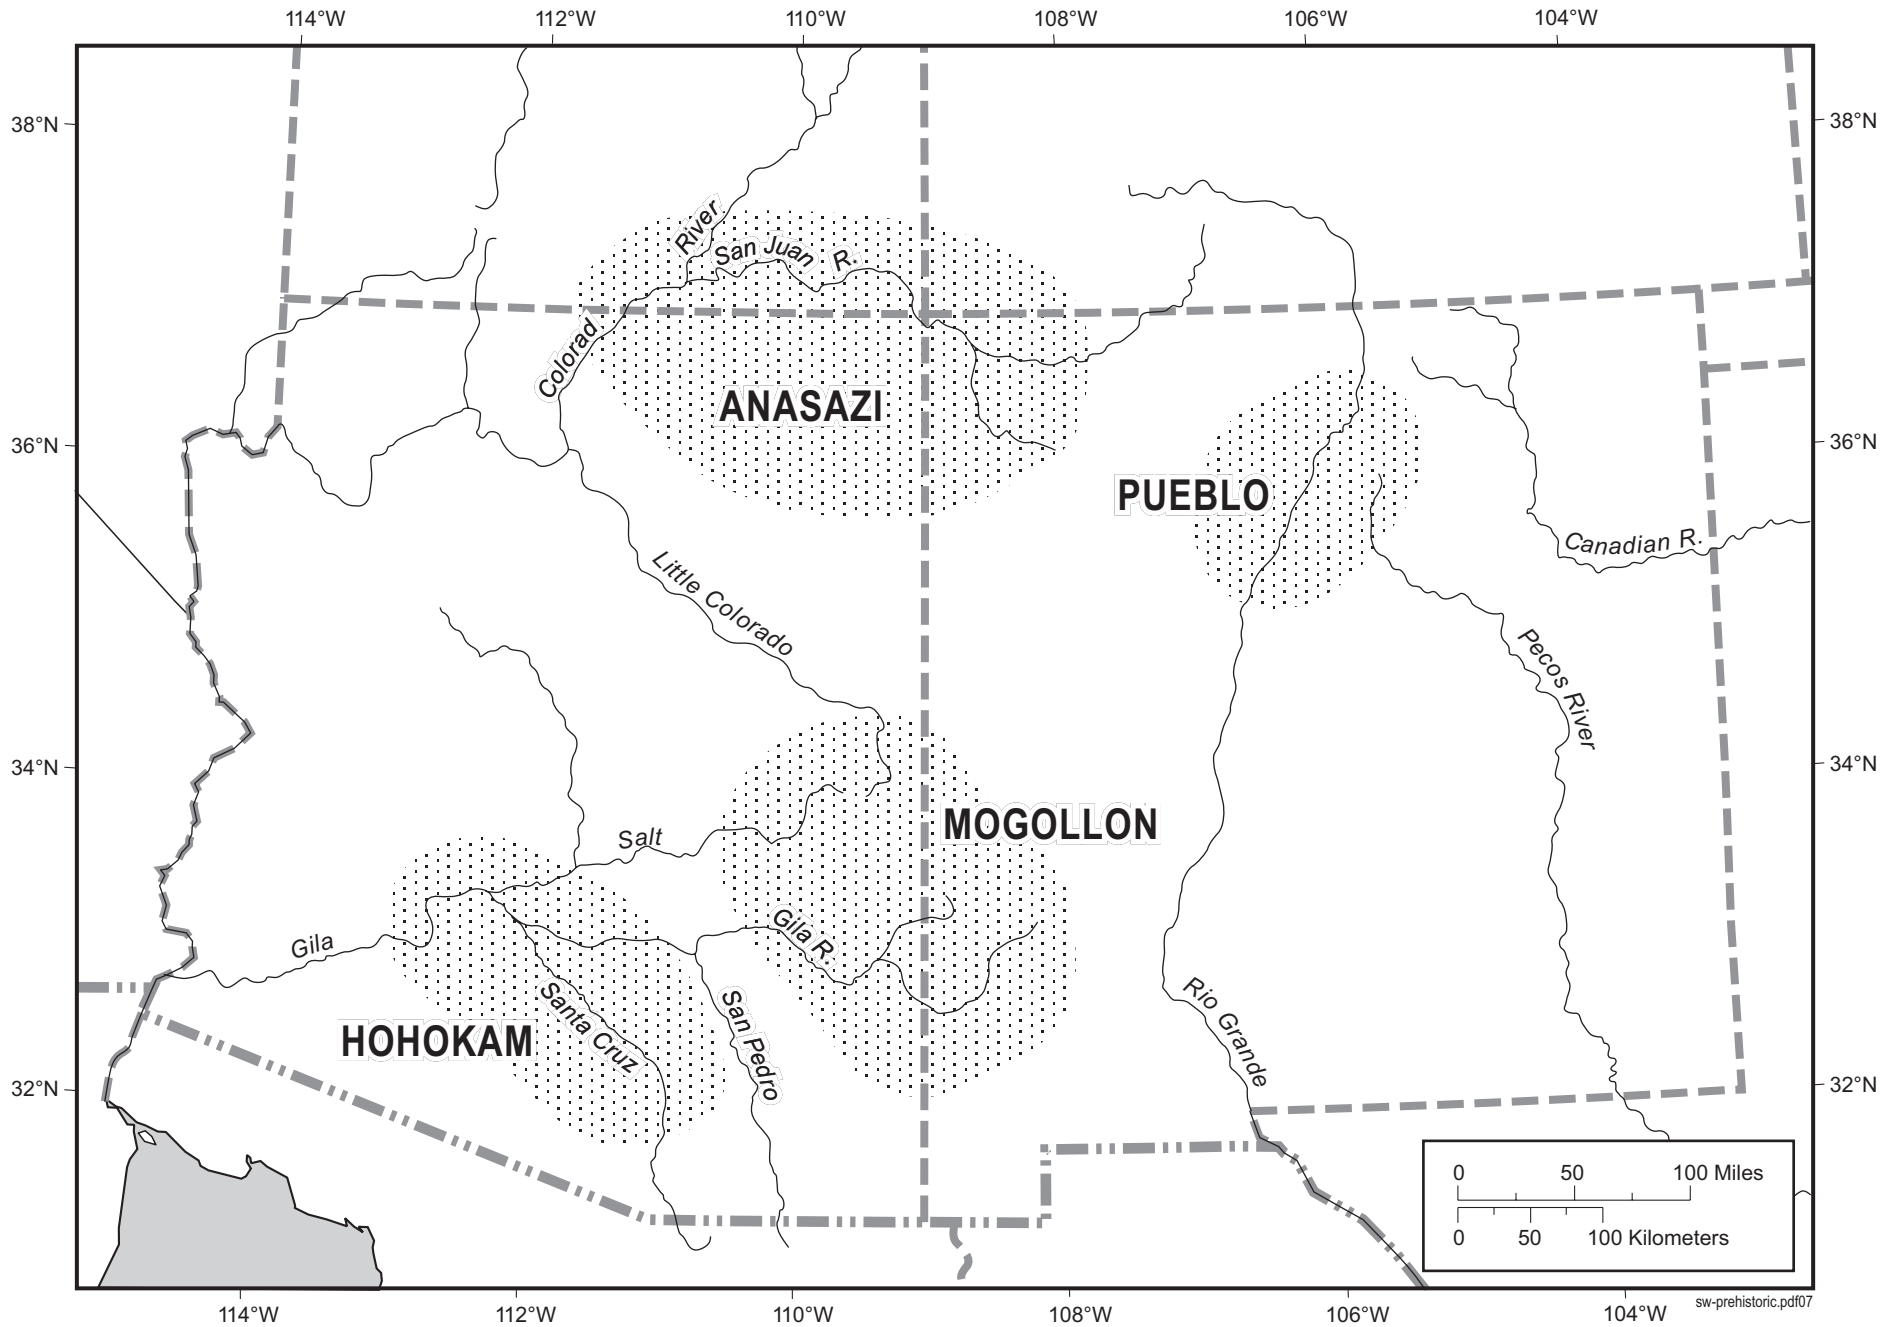 114°W 112°W 110°W 108°W 106°W 104°W
38°N
38°N
River
San Juan R.
Colorad
ANASAZI
36°N
36°N
PUEBLO
Canadian R.
Little Colorado
Pecos River
34°N
34°N
MOGOLLON
Salt
Gila R.
Gila
Santa Cruz
San Pedro
Rio Grande
HOHOKAM
32°N
32°N
0 50 100 Miles
0 50 100 Kilometers
sw-prehistoric.pdf07
114°W 112°W 110°W 108°W 106°W 104°W